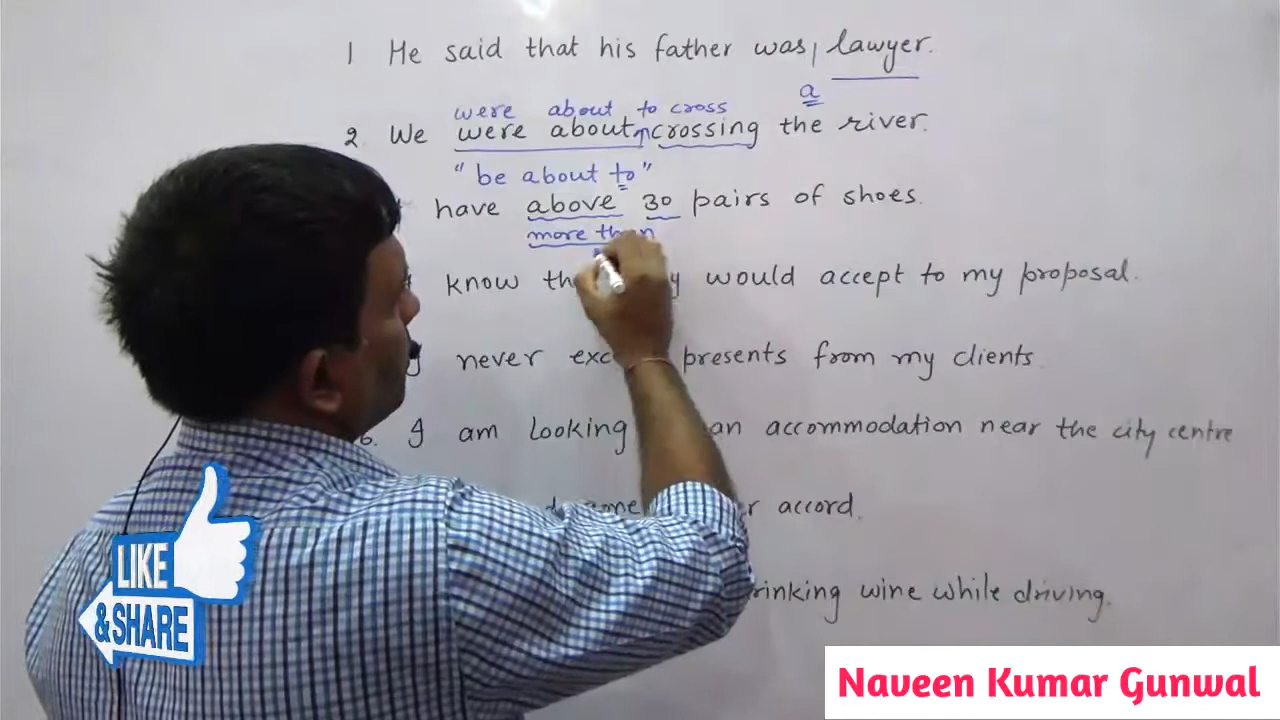 1 He said that his father was, lawyer.
a
were about to cross
2. We were about crossing the river.
" be about to "
have above 30 pairs of shoes.
more than
know would accept to my proposal.
never presents from my clients.
6. I am looking an accommodation near the city centre
accord.
wine while driving.
LIKE
& SHARE
Naveen Kumar Gunwal